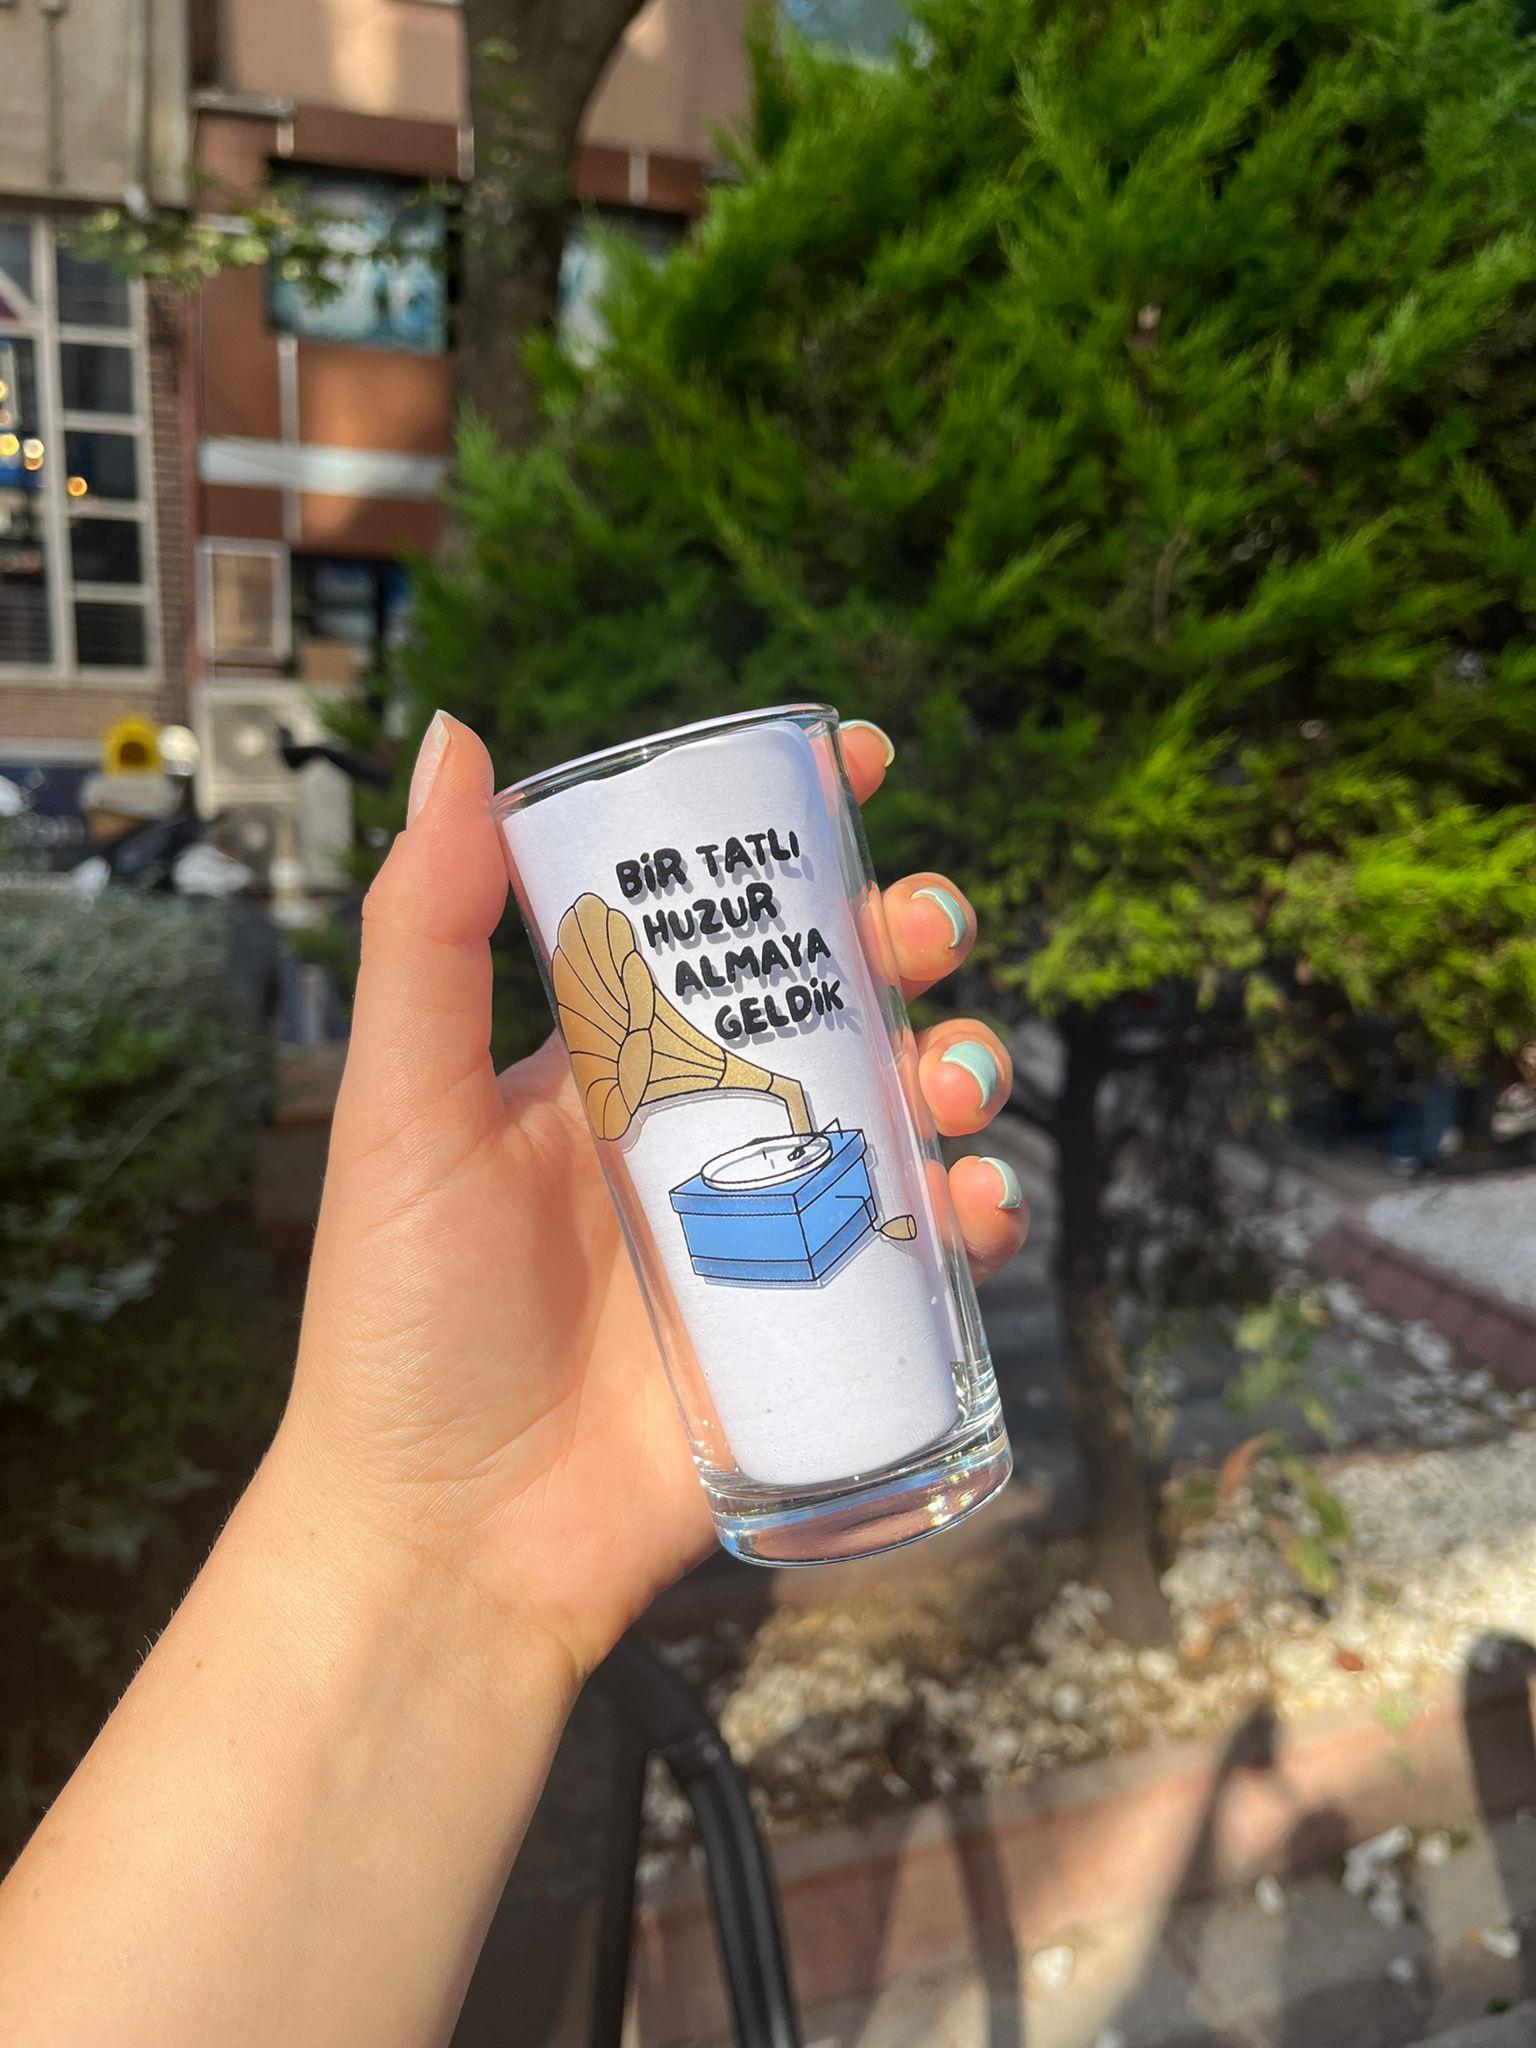 BİR TATLI
HUZUR
ALMAYA
GELDİK